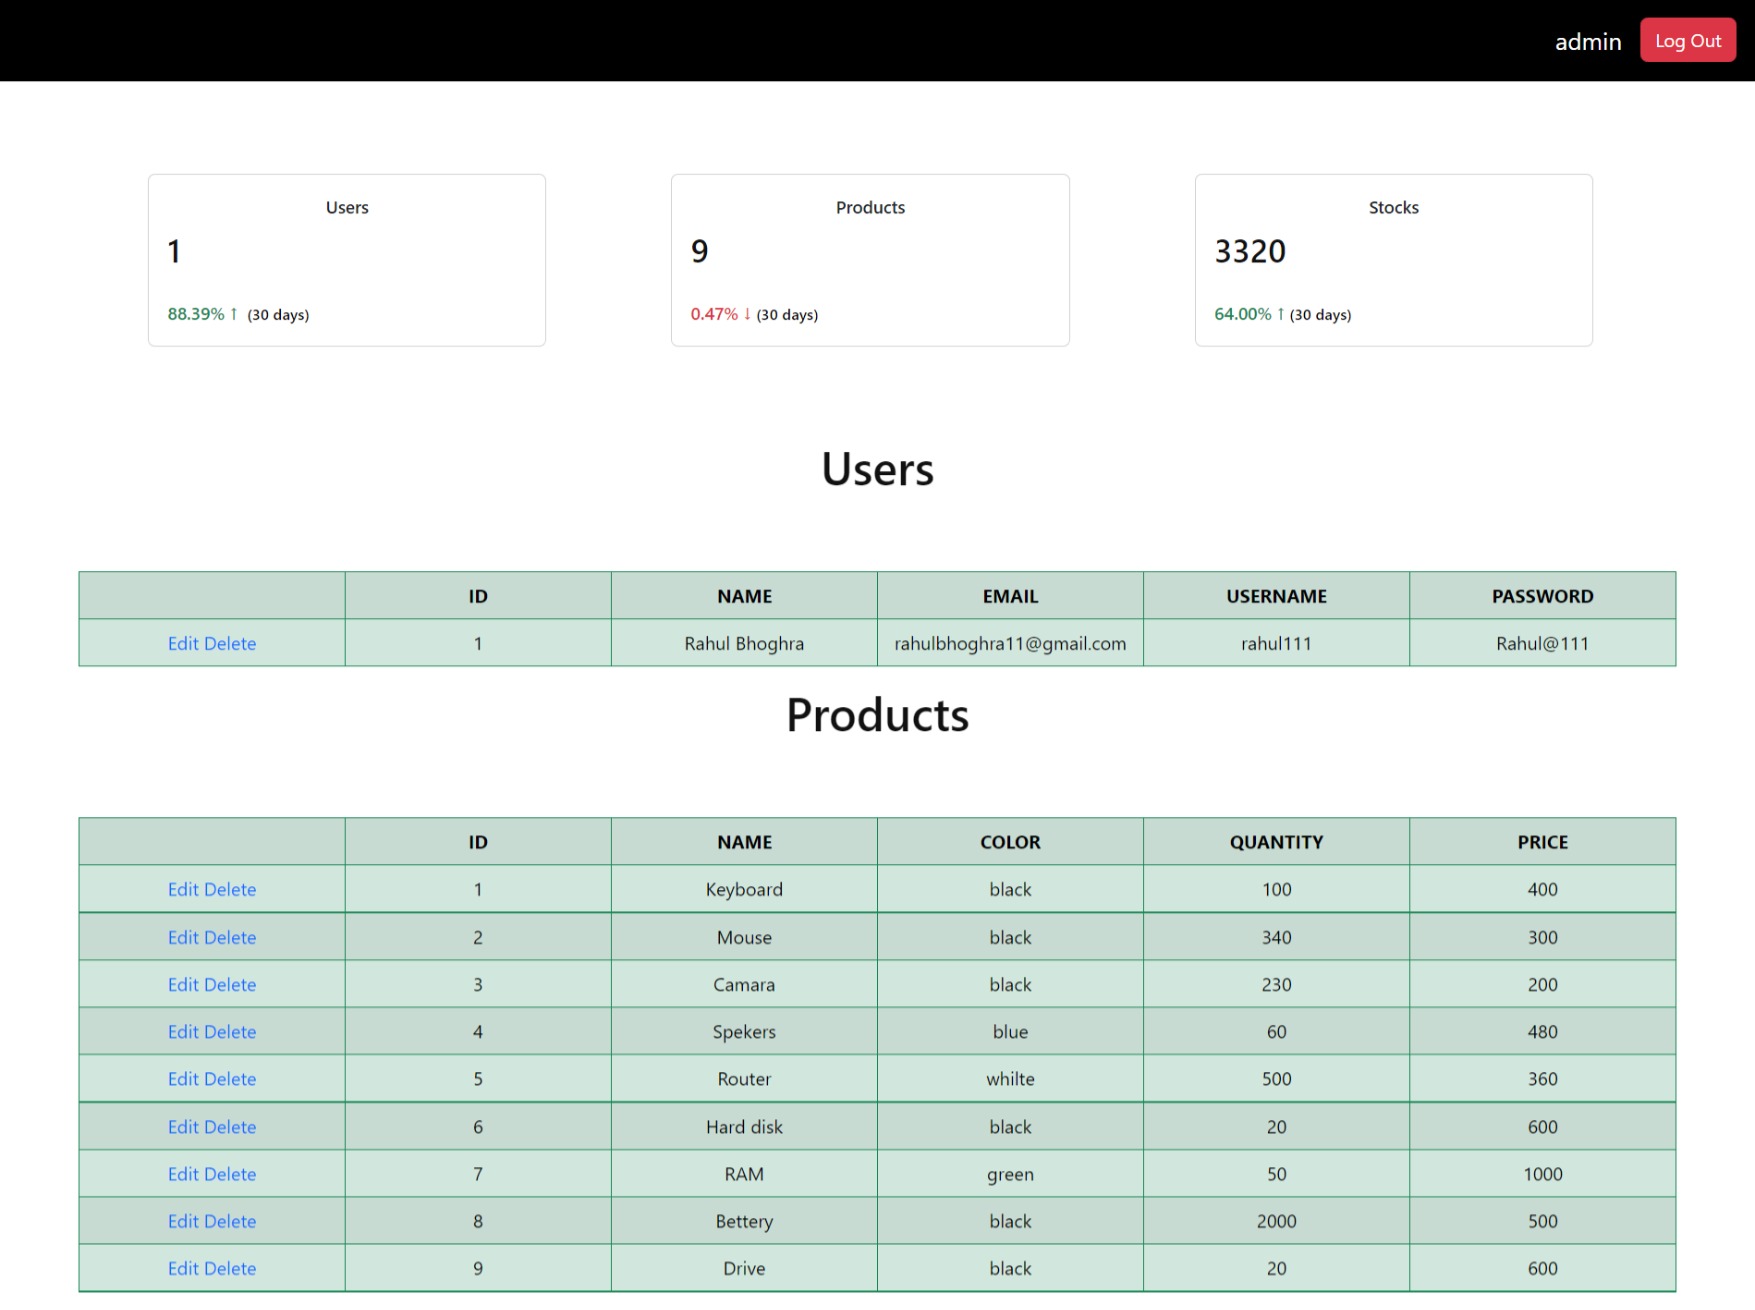 admin Log Out
Users Products Stocks
1 9 3320
88.39% ↑ (30 days) 0.47% ↓ (30 days) 64.00% ↑ (30 days)
Users
ID NAME EMAIL USERNAME PASSWORD
Edit Delete 1 Rahul Bhoghra rahulbhoghra11@gmail.com rahul111 Rahul@111
Products
ID NAME COLOR QUANTITY PRICE
Edit Delete 1 Keyboard black 100 400
Edit Delete 2 Mouse black 340 300
Edit Delete 3 Camara black 230 200
Edit Delete 4 Spekers blue 60 480
Edit Delete 5 Router whilte 500 360
Edit Delete 6 Hard disk black 20 600
Edit Delete 7 RAM green 50 1000
Edit Delete 8 Bettery black 2000 500
Edit Delete 9 Drive black 20 600